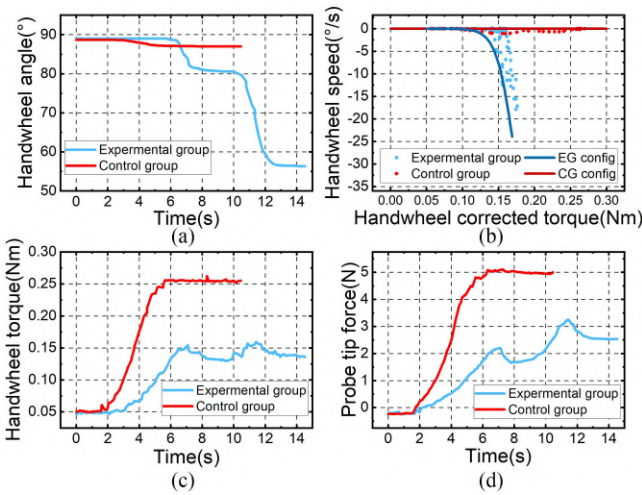 Handwheel angle(°)
90
80
70
60
50
Expermental group
Control group
0 2 4 6 8 10 12 14
Time(s)
(a)
Handwheel speed(°/s)
0
-5
-10
-15
-20
-25
-30
-35
Expermental group
Control group
EG config
CG config
0.00 0.05 0.10 0.15 0.20 0.25 0.30
Handwheel corrected torque(Nm)
(b)
Handwheel torque(Nm)
0.30
0.25
0.20
0.15
0.10
0.05
Expermental group
Control group
0 2 4 6 8 10 12 14
Time(s)
(c)
Probe tip force(N)
5
4
3
2
1
0
Expermental group
Control group
0 2 4 6 8 10 12 14
Time(s)
(d)